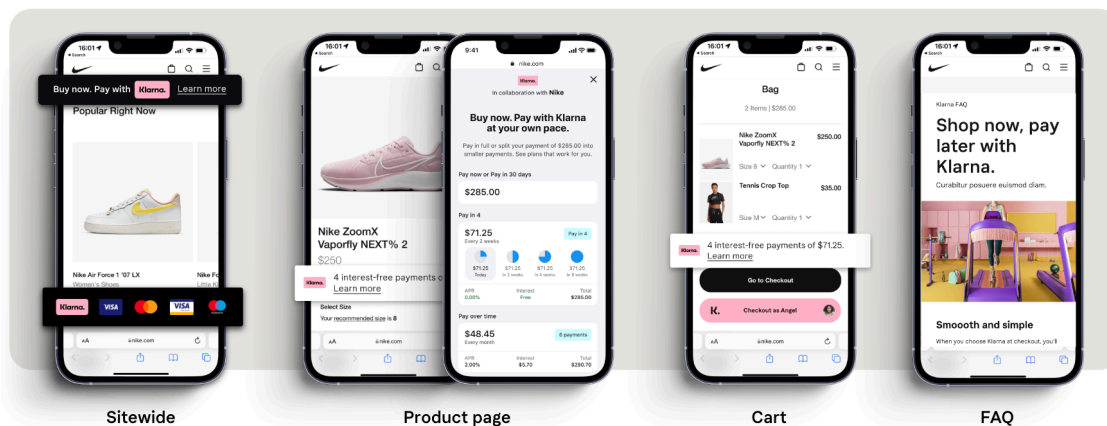 16:01
Search
Buy now. Pay with Klarna. Learn more
Popular Right Now
Nike Air Force 1 '07 LX
Women's Shoes
Klarna. VISA VISA
AA nike.com
Sitewide
16:01
Search
Nike ZoomX
Vaporfly NEXT% 2
$250
Klarna. 4 interest-free payments
Learn more
Select Size
Your recommended size is 8
AA nike.com
9:41
nike.com
Klarna.
In collaboration with Nike
Buy now. Pay with Klarna
at your own pace.
Pay in full or split your payment of $285.00 into
smaller payments. See plans that work for you.
Pay now or Pay in 30 days
$285.00
Pay in 4
$71.25 Pay in 4
Every 2 weeks
$71.25 $71.25 $71.25 $71.25
Today In 2 weeks In 4 weeks In 6 weeks
APR Interest Total
0.00% Free $285.00
Pay over time
$48.45 6 payments
Every month
APR Interest Total
2.00% $5.70 $290.70
Product page
16:01
Search
Bag
2 Items | $285.00
Nike ZoomX $250.00
Vaporfly NEXT% 2
Size 8 Quantity 1
Tennis Crop Top $35.00
Size M Quantity 1
Klarna. 4 interest-free payments of $71.25.
Learn more
Go to Checkout
K. Checkout as Angel
AA nike.com
Cart
16:01
Search
Klarna FAQ
Shop now, pay
later with
Klarna.
Curabitur posuere euismod diam.
Smoooth and simple
When you choose Klarna at checkout, you'll
FAQ